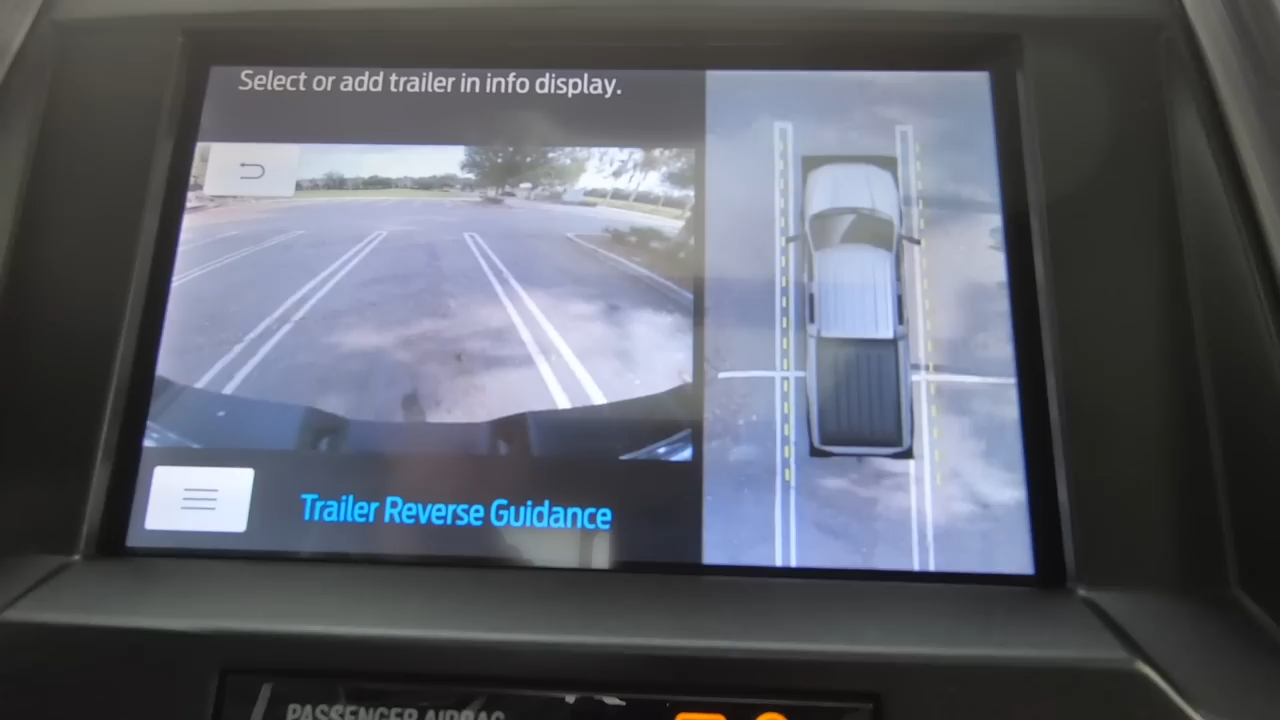 Select or add trailer in info display.
Trailer Reverse Guidance
PASSENGER AIRBAG